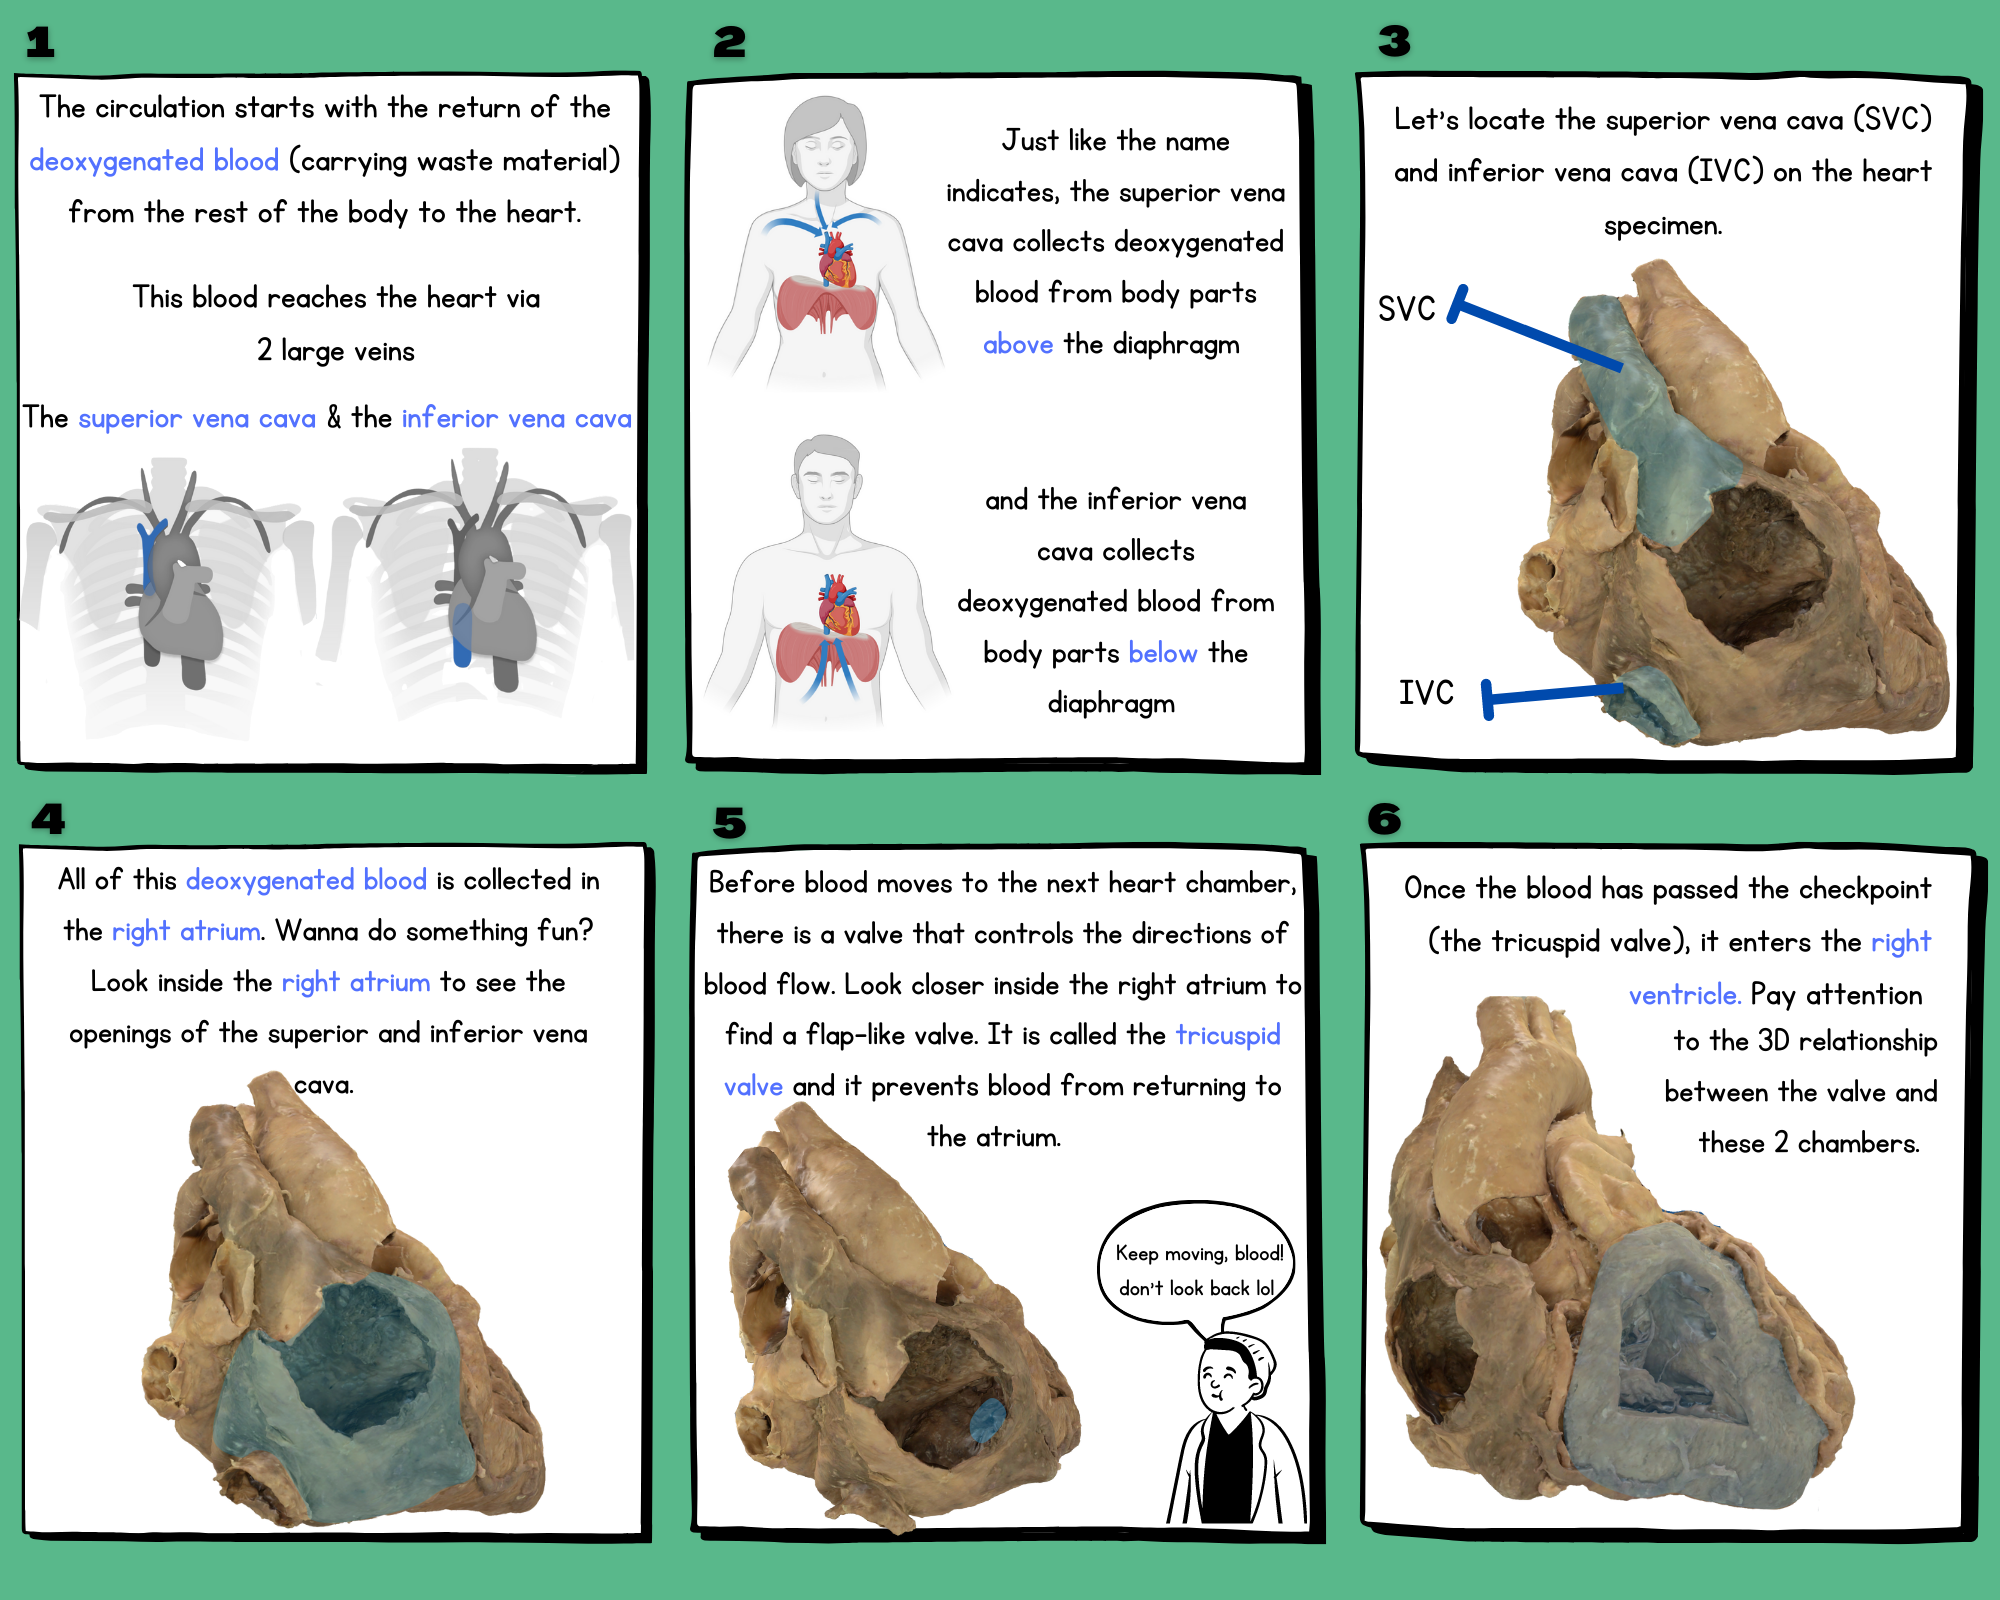 1
The circulation starts with the return of the
deoxygenated blood (carrying waste material)
from the rest of the body to the heart.
This blood reaches the heart via
2 large veins
The superior vena cava & the inferior vena cava
2
Just like the name
indicates, the superior vena
cava collects deoxygenated
blood from body parts
above the diaphragm
and the inferior vena
cava collects
deoxygenated blood from
body parts below the
diaphragm
3
Let's locate the superior vena cava (SVC)
and inferior vena cava (IVC) on the heart
specimen.
SVC
IVC
4
All of this deoxygenated blood is collected in
the right atrium. Wanna do something fun?
Look inside the right atrium to see the
openings of the superior and inferior vena
cava.
5
Before blood moves to the next heart chamber,
there is a valve that controls the directions of
blood flow. Look closer inside the right atrium to
find a flap-like valve. It is called the tricuspid
valve and it prevents blood from returning to
the atrium.
Keep moving, blood!
don't look back lol
6
Once the blood has passed the checkpoint
(the tricuspid valve), it enters the right
ventricle. Pay attention
to the 3D relationship
between the valve and
these 2 chambers.